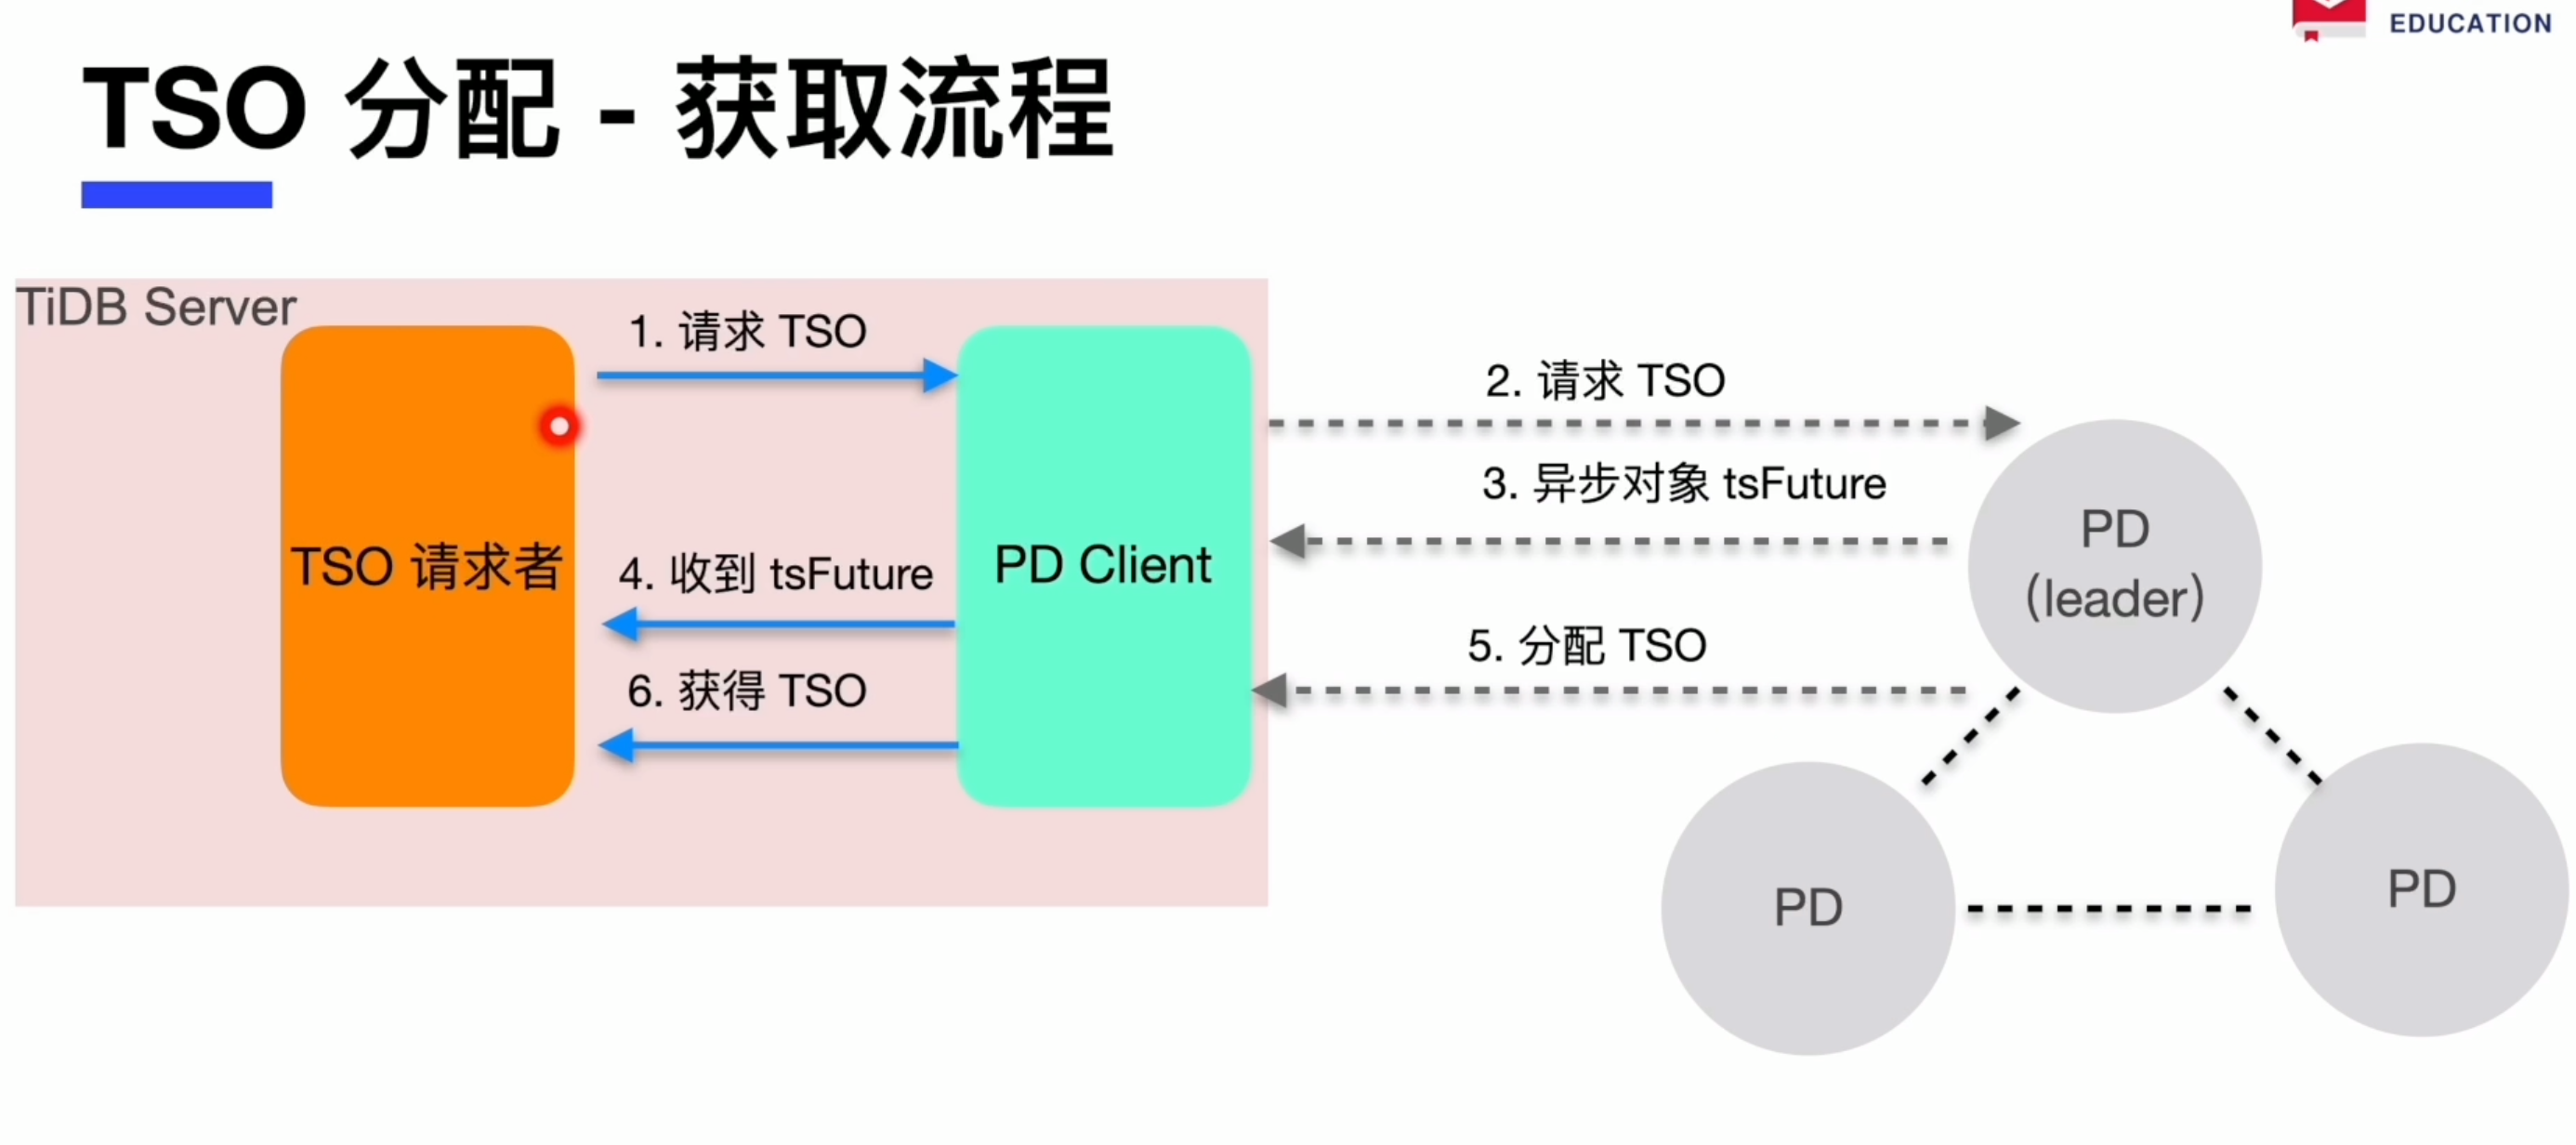 EDUCATION
TSO 分配 - 获取流程
TiDB Server
1. 请求 TSO
2. 请求 TSO
3. 异步对象 tsFuture
PD
(leader)
TSO 请求者
4. 收到 tsFuture
PD Client
5. 分配 TSO
6. 获得 TSO
PD
PD